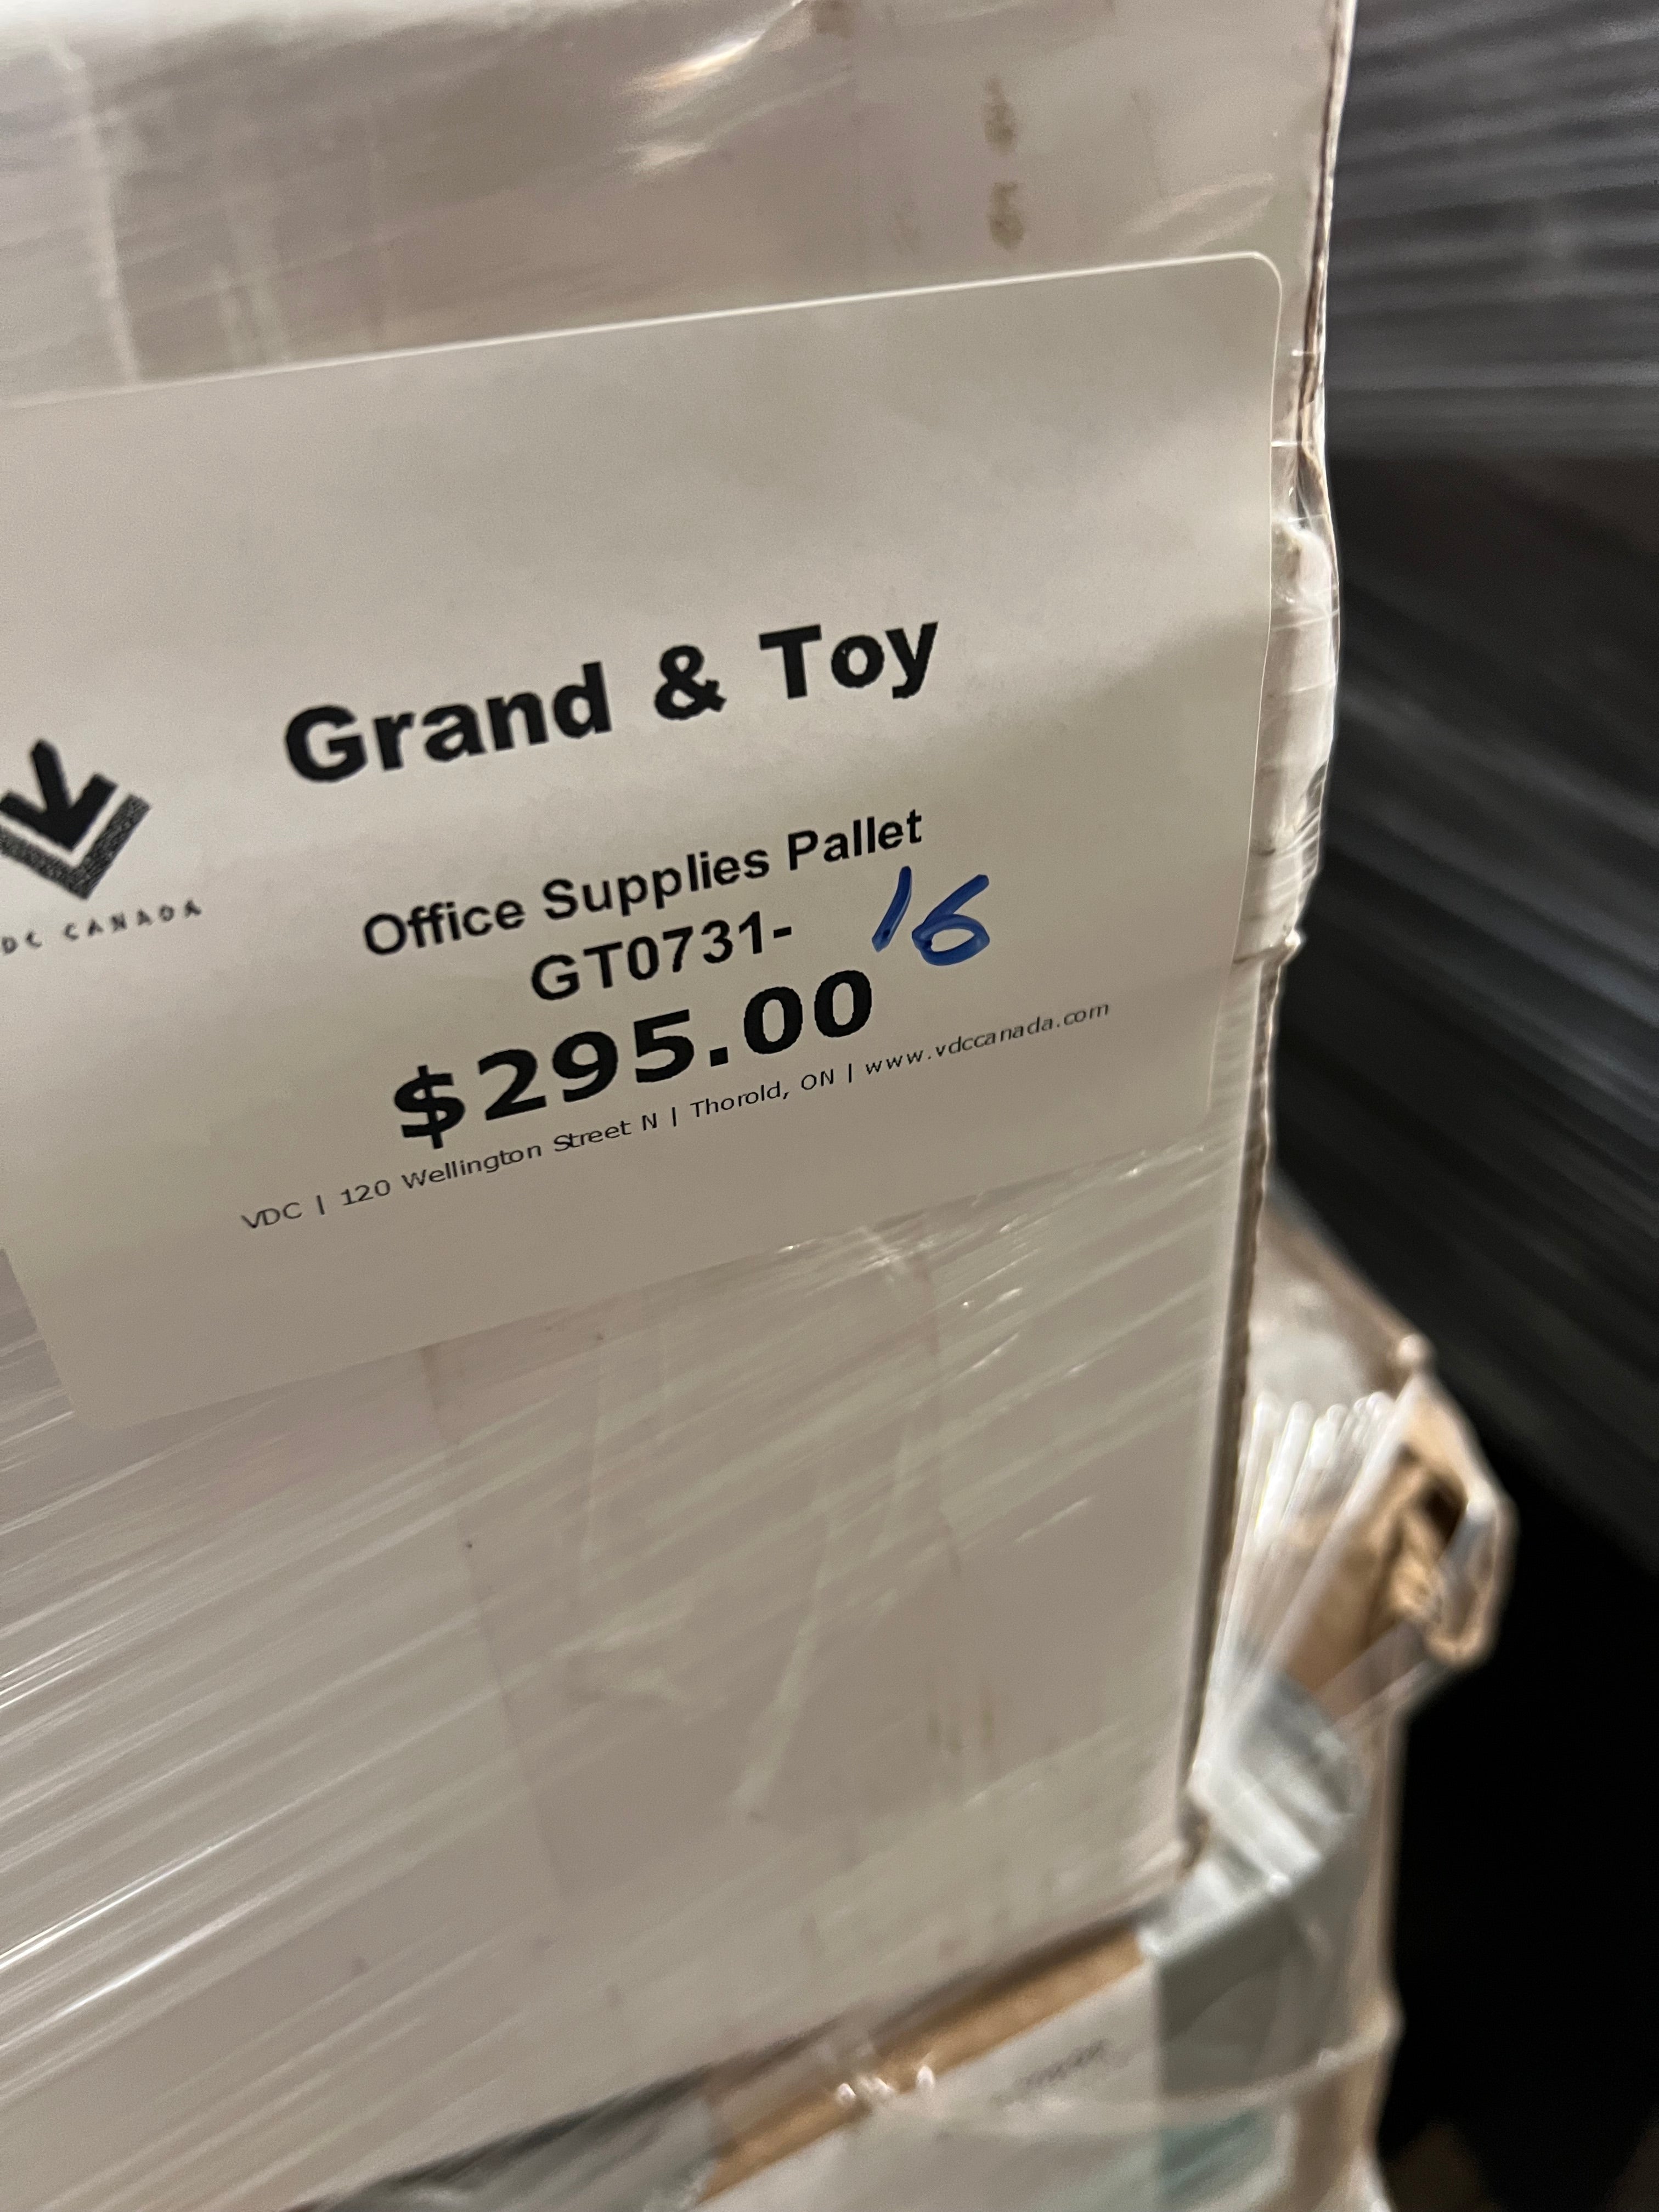 Grand & Toy
DC CANADA
Office Supplies Pallet
GT0731- 16
$295.00
VDC | 120 Wellington Street N | Thorold, ON | www.vdccanada.com